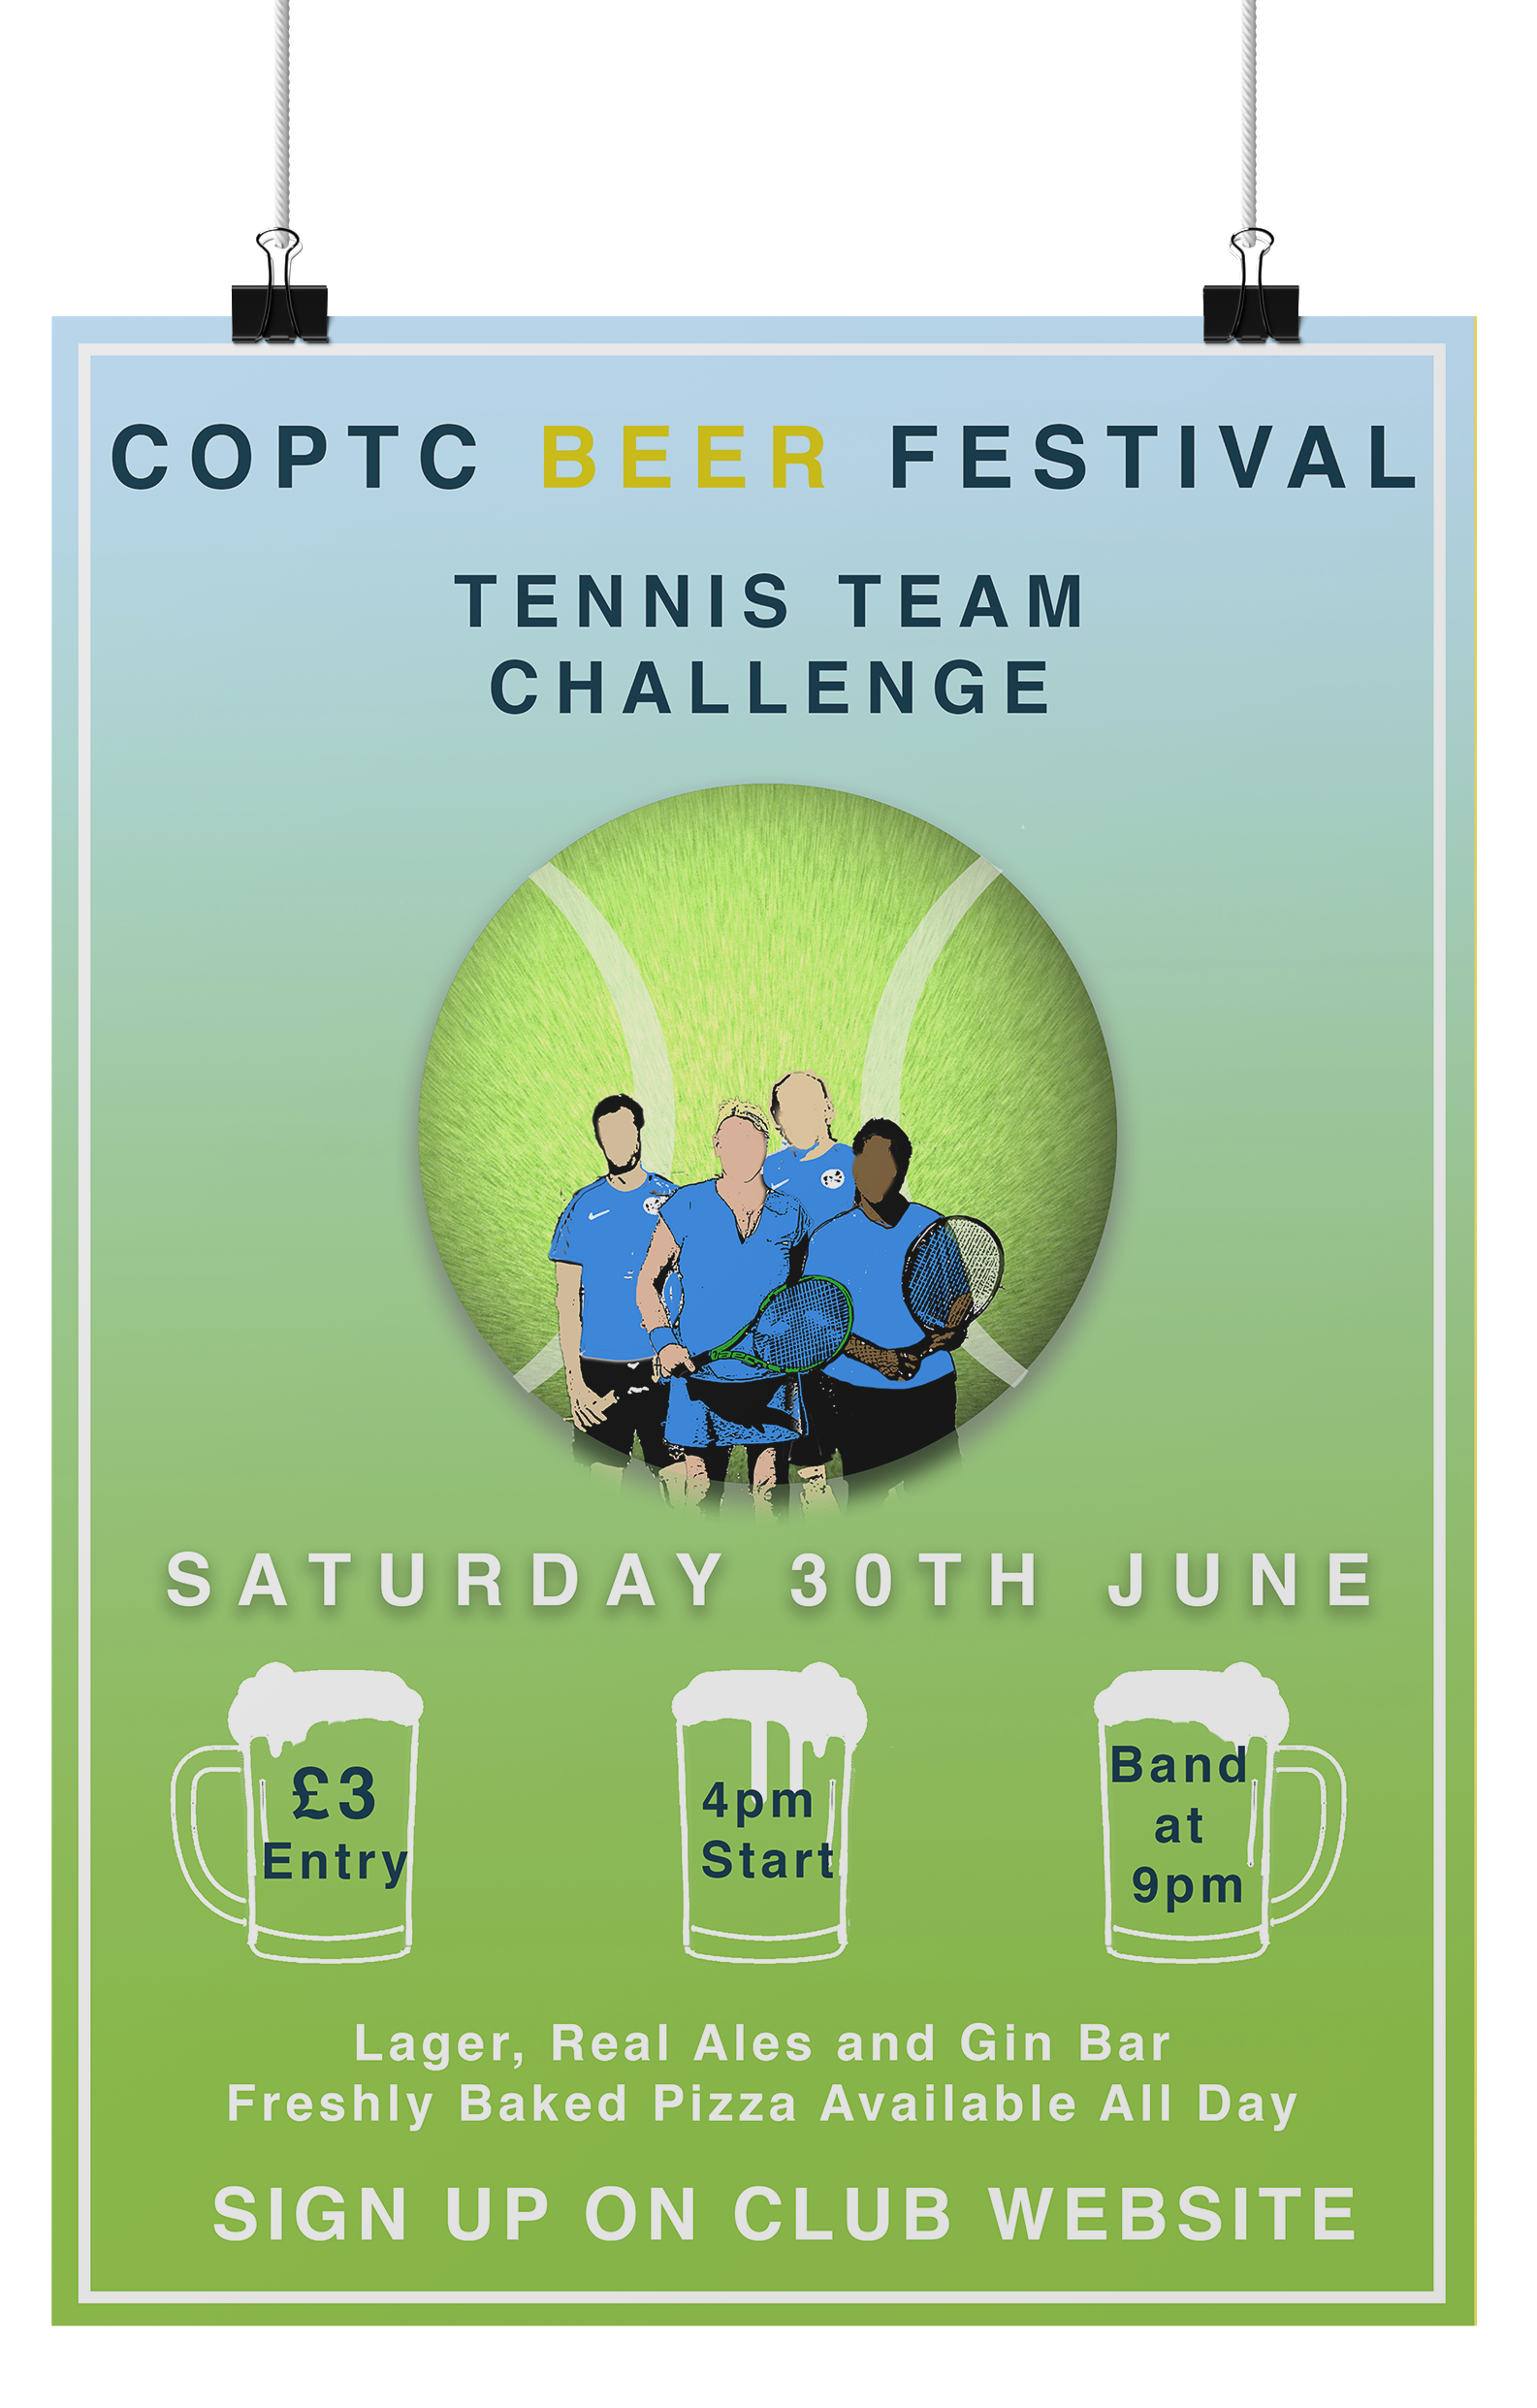 COPTC BEER FESTIVAL
TENNIS TEAM
CHALLENGE
SATURDAY 30TH JUNE
£3
Entry
4pm
Start
Band
at
9pm
Lager, Real Ales and Gin Bar
Freshly Baked Pizza Available All Day
SIGN UP ON CLUB WEBSITE